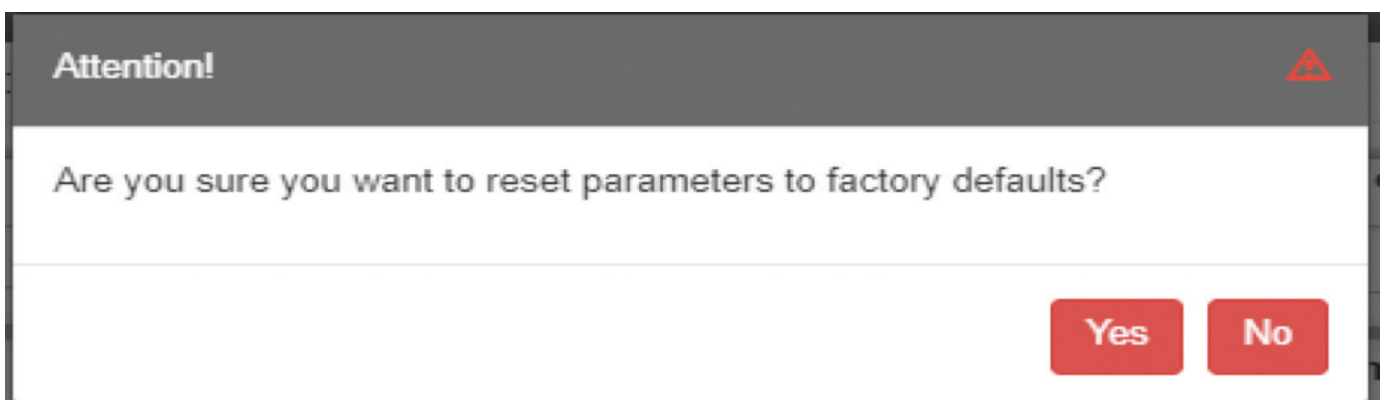 Attention!
Are you sure you want to reset parameters to factory defaults?
Yes No